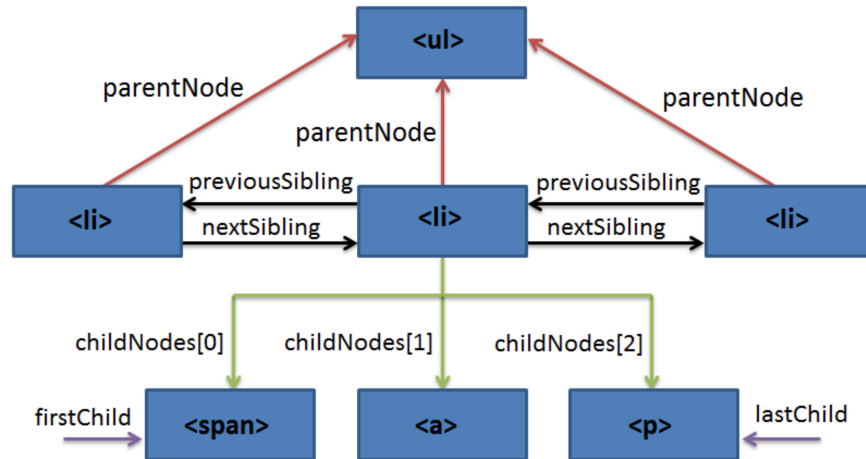 <ul>
parentNode
parentNode
parentNode
<li>
previousSibling
nextSibling
<li>
previousSibling
nextSibling
<li>
childNodes[0]
childNodes[1]
childNodes[2]
firstChild
<span>
<a>
<p>
lastChild